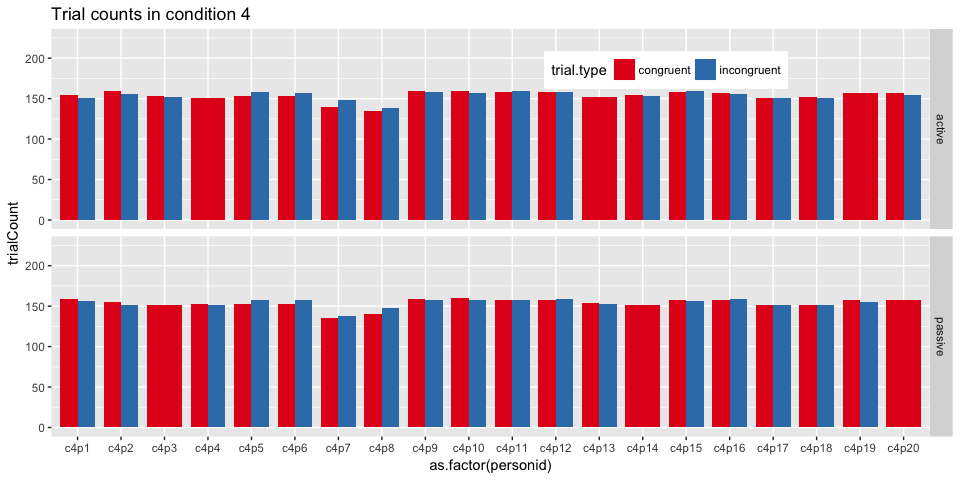 Trial counts in condition 4
trial.type congruent incongruent
200
150
100
50
0
active
200
150
100
50
0
passive
trialCount
c4p1 c4p2 c4p3 c4p4 c4p5 c4p6 c4p7 c4p8 c4p9 c4p10 c4p11 c4p12 c4p13 c4p14 c4p15 c4p16 c4p17 c4p18 c4p19 c4p20
as.factor(personid)